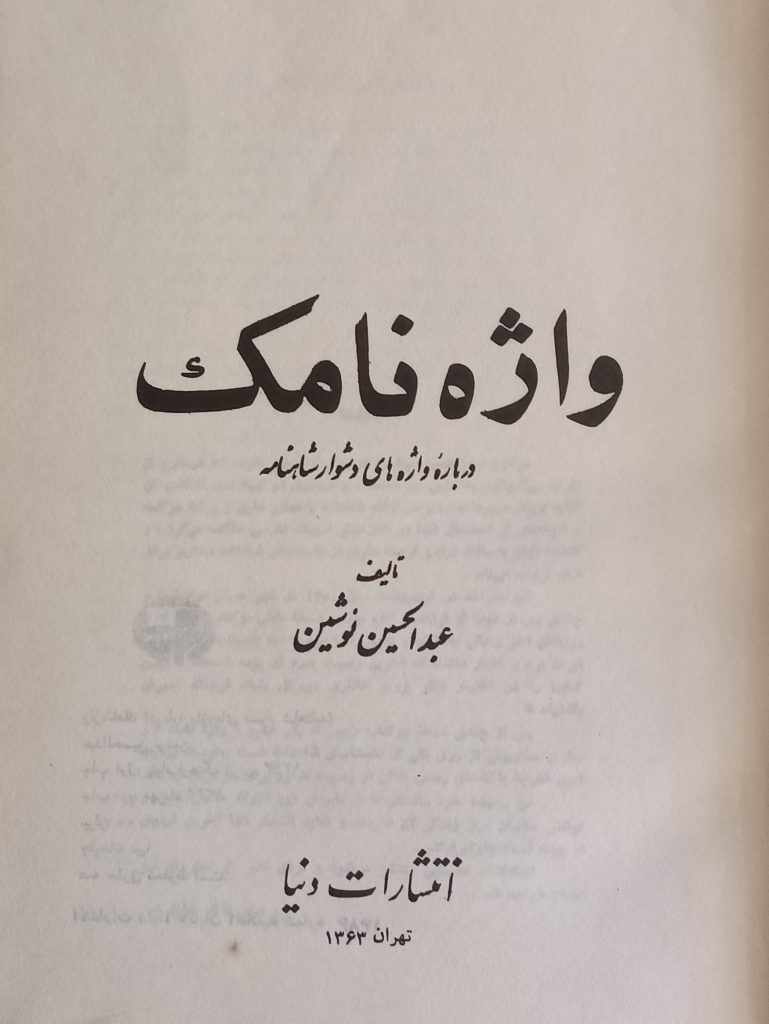 واژه نامک
دربارهٔ واژه های دشوار شاهنامه
تالیف
عبدالحسین نوشین
انتشارات دنیا
تهران ۱۳۶۳